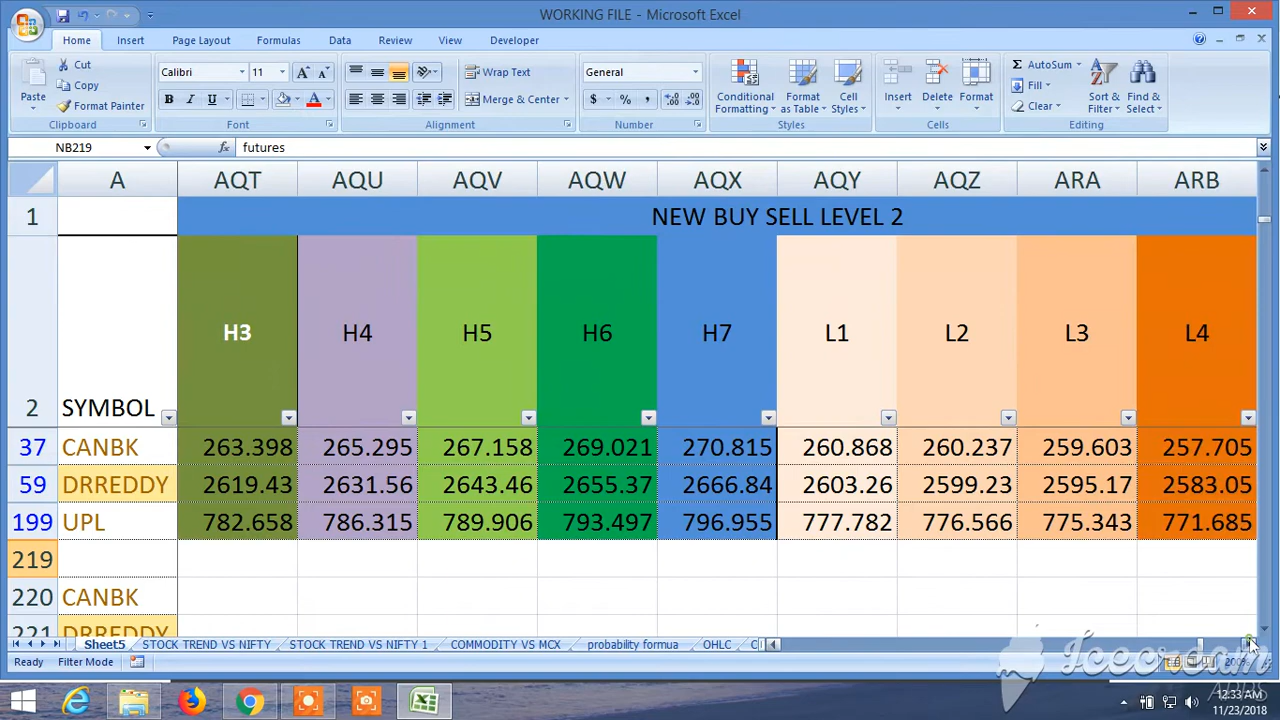 WORKING FILE - Microsoft Excel
Home Insert Page Layout Formulas Data Review View Developer
Cut
Copy
Format Painter
Paste
Clipboard
Calibri 11
B I U
Font
Wrap Text
Merge & Center
Alignment
General
$ % ,
Number
Conditional Formatting
Format as Table
Cell Styles
Styles
Insert Delete Format
Cells
AutoSum
Fill
Clear
Sort & Filter
Find & Select
Editing
NB219 fx futures
A AQT AQU AQV AQW AQX AQY AQZ ARA ARB
1 NEW BUY SELL LEVEL 2
2 SYMBOL H3 H4 H5 H6 H7 L1 L2 L3 L4
37 CANBK 263.398 265.295 267.158 269.021 270.815 260.868 260.237 259.603 257.705
59 DRREDDY 2619.43 2631.56 2643.46 2655.37 2666.84 2603.26 2599.23 2595.17 2583.05
199 UPL 782.658 786.315 789.906 793.497 796.955 777.782 776.566 775.343 771.685
219
220 CANBK
221 DRREDDY
Sheet5 STOCK TREND VS NIFTY STOCK TREND VS NIFTY 1 COMMODITY VS MCX probability formua OHLC C
Ready Filter Mode 200%
Icecream
APPS
12:33 AM
11/23/2018